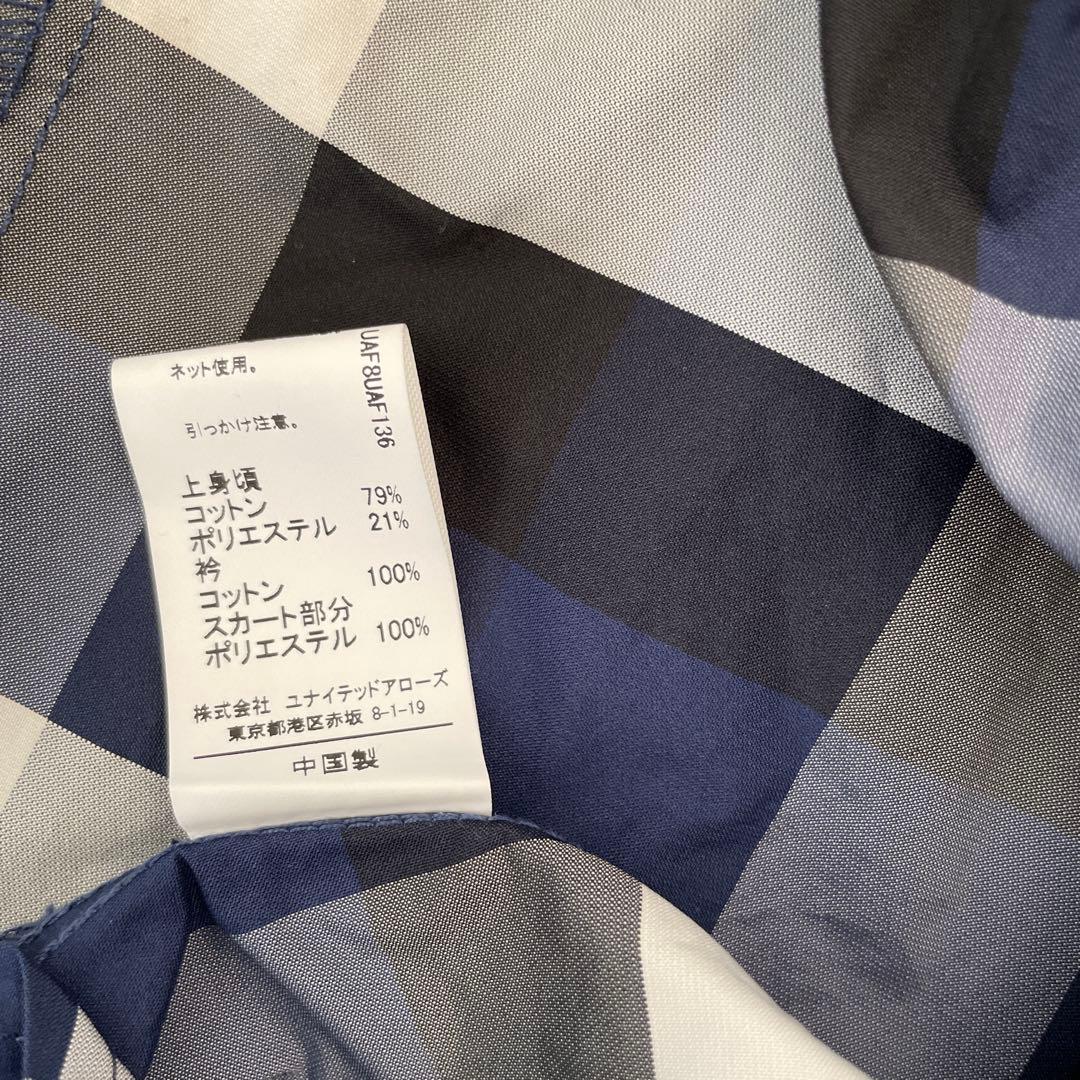 ネット使用。
引っかけ注意。
UAF8UAF136
上身頃
コットン 79%
ポリエステル 21%
衿
コットン 100%
スカート部分
ポリエステル 100%
株式会社 ユナイテッドアローズ
東京都港区赤坂 8-1-19
中国製